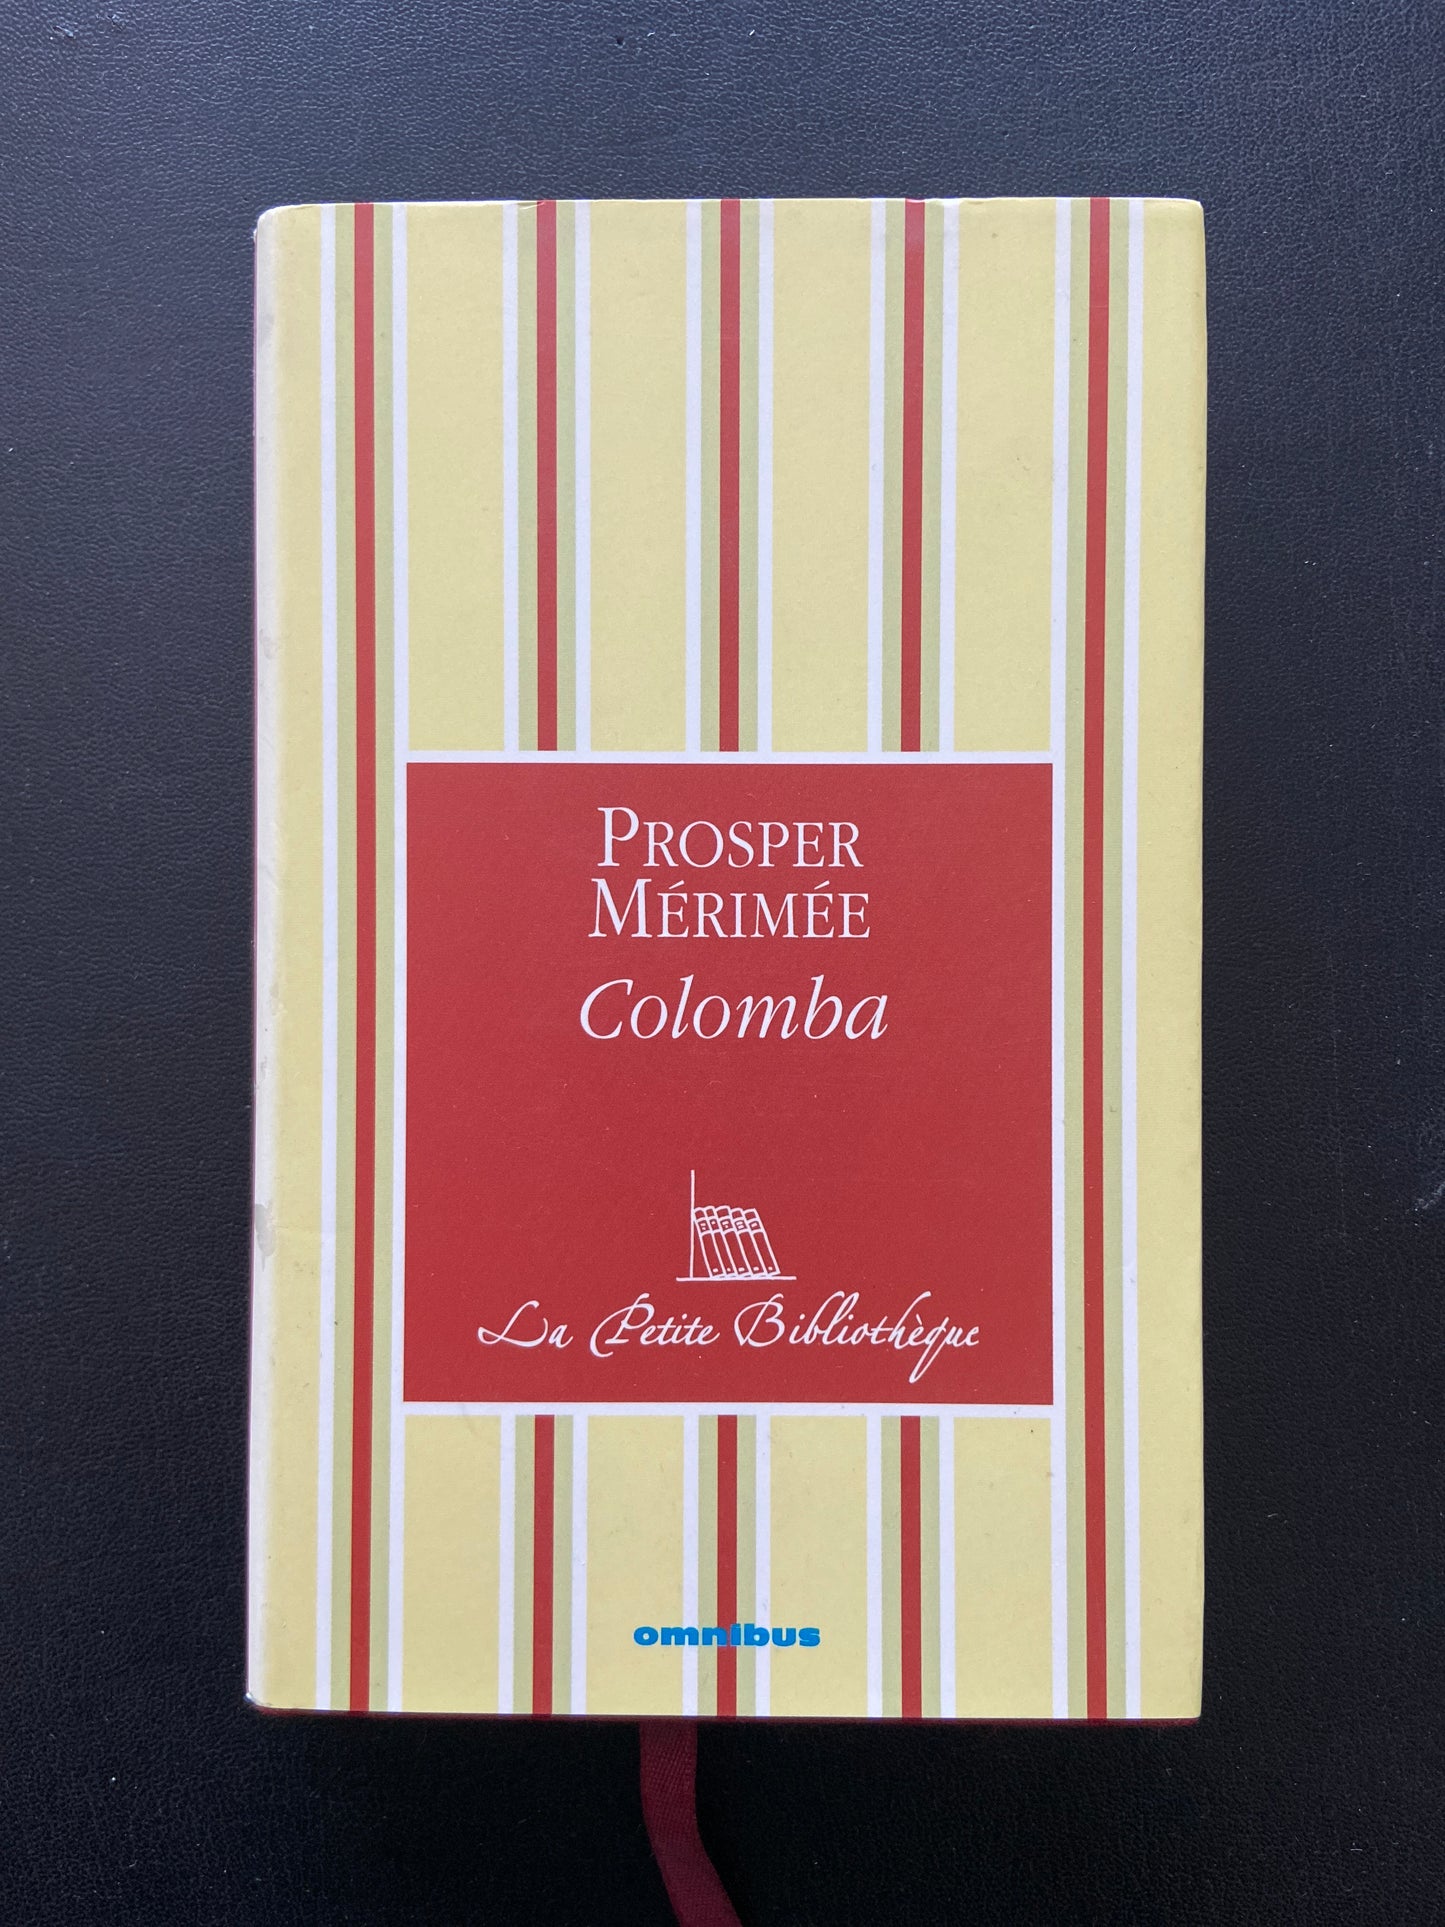 PROSPER
MÉRIMÉE
Colomba
La Petite Bibliothèque
omnibus